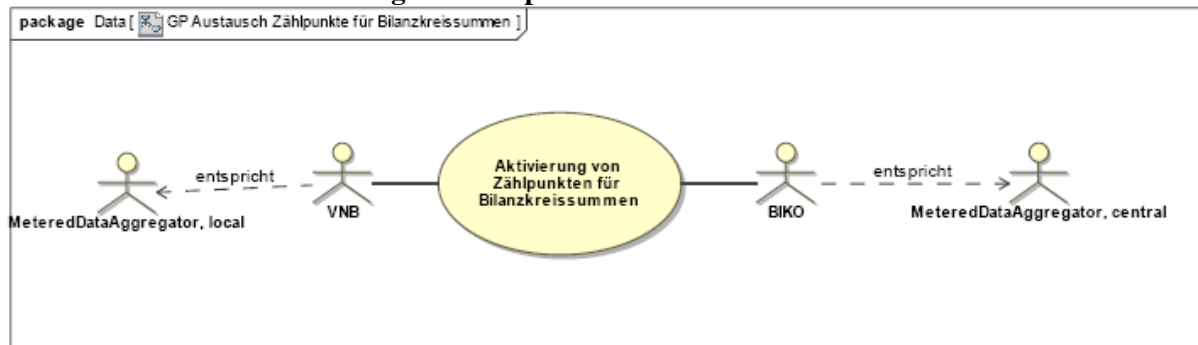 package Data [ GP Austausch Zählpunkte für Bilanzkreissummen ]
Aktivierung von
Zählpunkten für
Bilanzkreissummen
entspricht
entspricht
MeteredDataAggregator, local
VNB
BIKO
MeteredDataAggregator, central